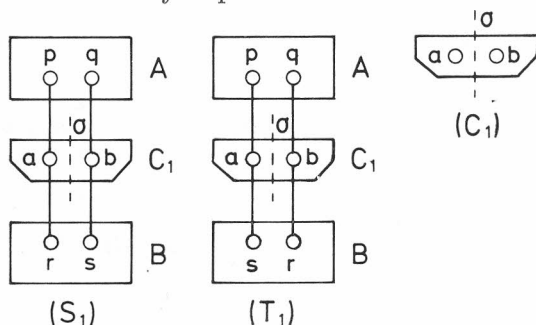 p q A p q A
σ
a b
(C₁)
σ σ
a b C₁ a b C₁
B B
r s s r
(S₁) (T₁)